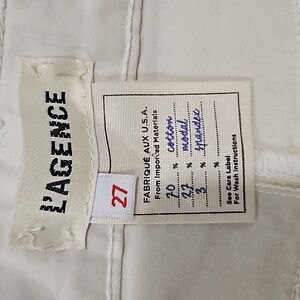 L'AGENCE
27
FABRIQUÉ AUX U.S.A.
From Imported Materials
70 % cotton
27 % modal
3 % spandex
See Care Label
For Wash Instructions